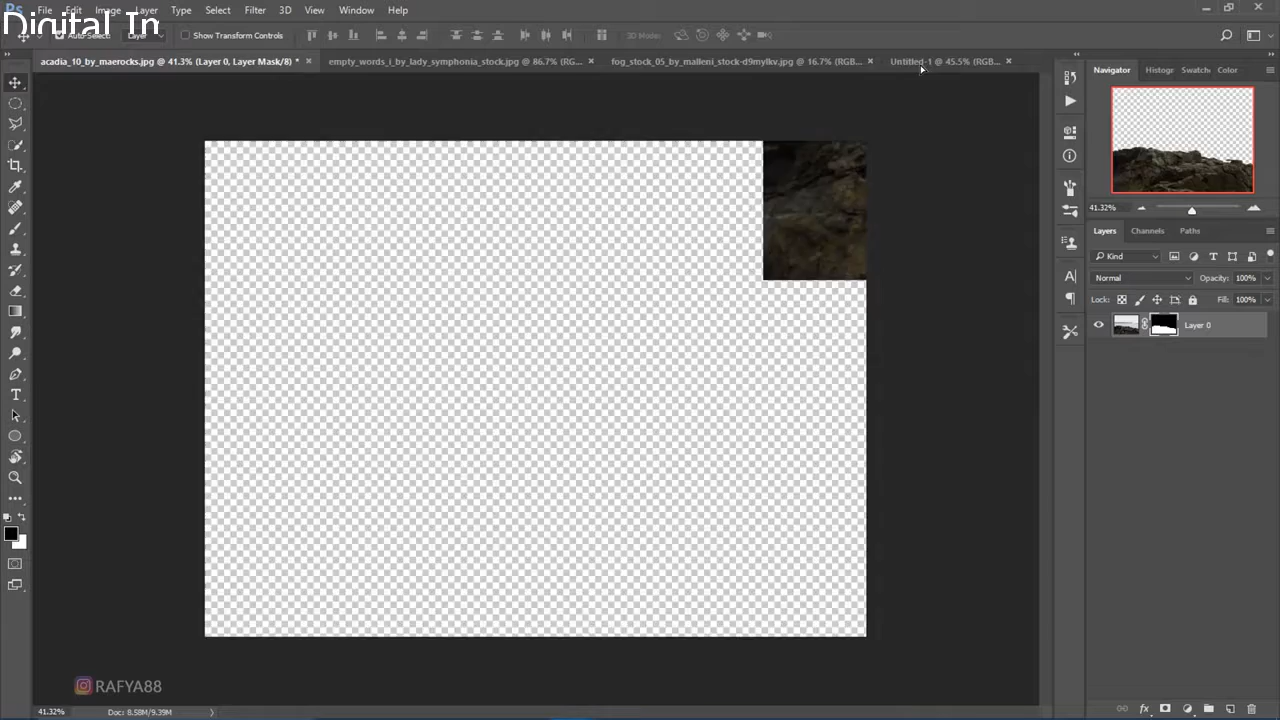 Ps File Edit Image Layer Type Select Filter 3D View Window Help
Digital In
Auto-Select: Layer Show Transform Controls 3D Mode:
acadia_10_by_maerocks.jpg @ 41.3% (Layer 0, Layer Mask/8) * × empty_words_i_by_lady_symphonia_stock.jpg @ 86.7% (RG... × fog_stock_05_by_malleni_stock-d9mylkv.jpg @ 16.7% (RGB... × Untitled-1 @ 45.5% (RGB... ×
Navigator Histogr Swatch Color
41.32%
Layers Channels Paths
Kind
Normal Opacity: 100%
Lock: Fill: 100%
Layer 0
RAFYA88
41.32% Doc: 8.58M/9.39M